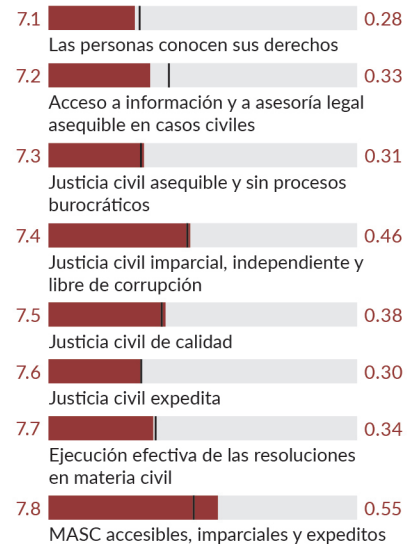 7.1 0.28
Las personas conocen sus derechos
7.2 0.33
Acceso a información y a asesoría legal
asequible en casos civiles
7.3 0.31
Justicia civil asequible y sin procesos
burocráticos
7.4 0.46
Justicia civil imparcial, independiente y
libre de corrupción
7.5 0.38
Justicia civil de calidad
7.6 0.30
Justicia civil expedita
7.7 0.34
Ejecución efectiva de las resoluciones
en materia civil
7.8 0.55
MASC accesibles, imparciales y expeditos